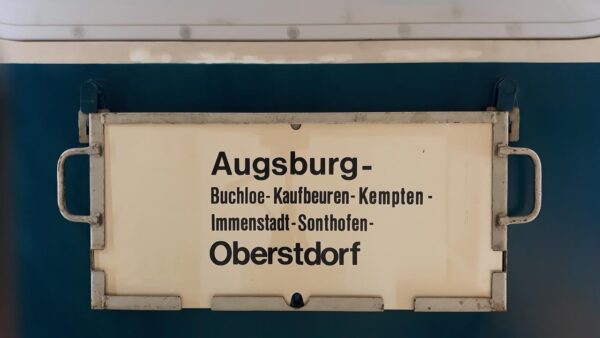 Augsburg-
Buchloe-Kaufbeuren-Kempten-
Immenstadt-Sonthofen-
Oberstdorf